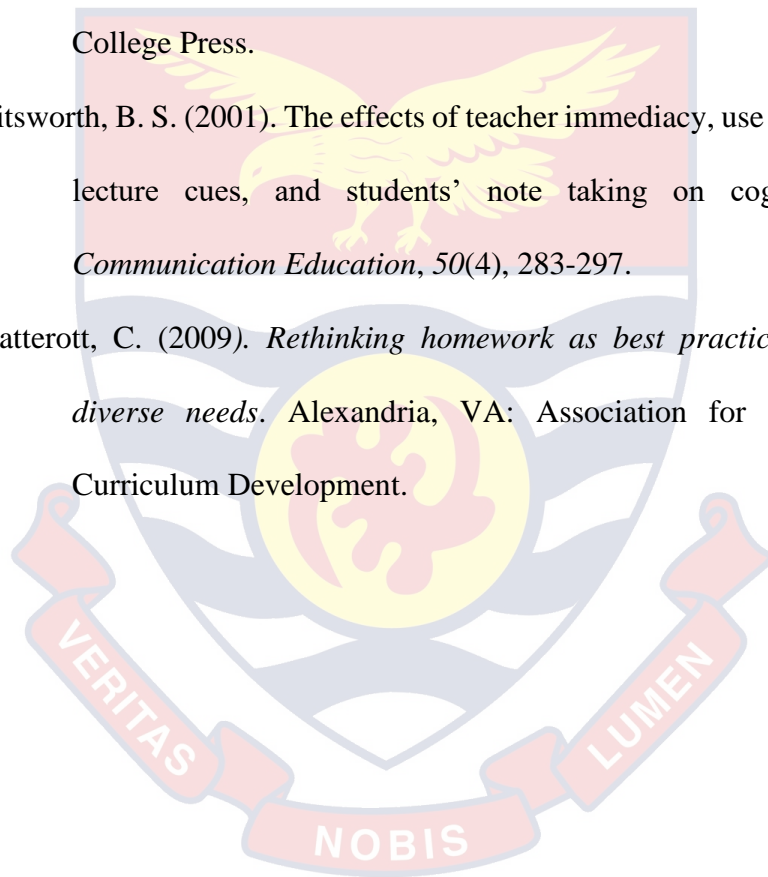 College Press.
itsworth, B. S. (2001). The effects of teacher immediacy, use
lecture cues, and students’ note taking on cog
Communication Education, 50(4), 283-297.
atterott, C. (2009). Rethinking homework as best practic
diverse needs. Alexandria, VA: Association for
Curriculum Development.
VERITAS
NOBIS
LUMEN